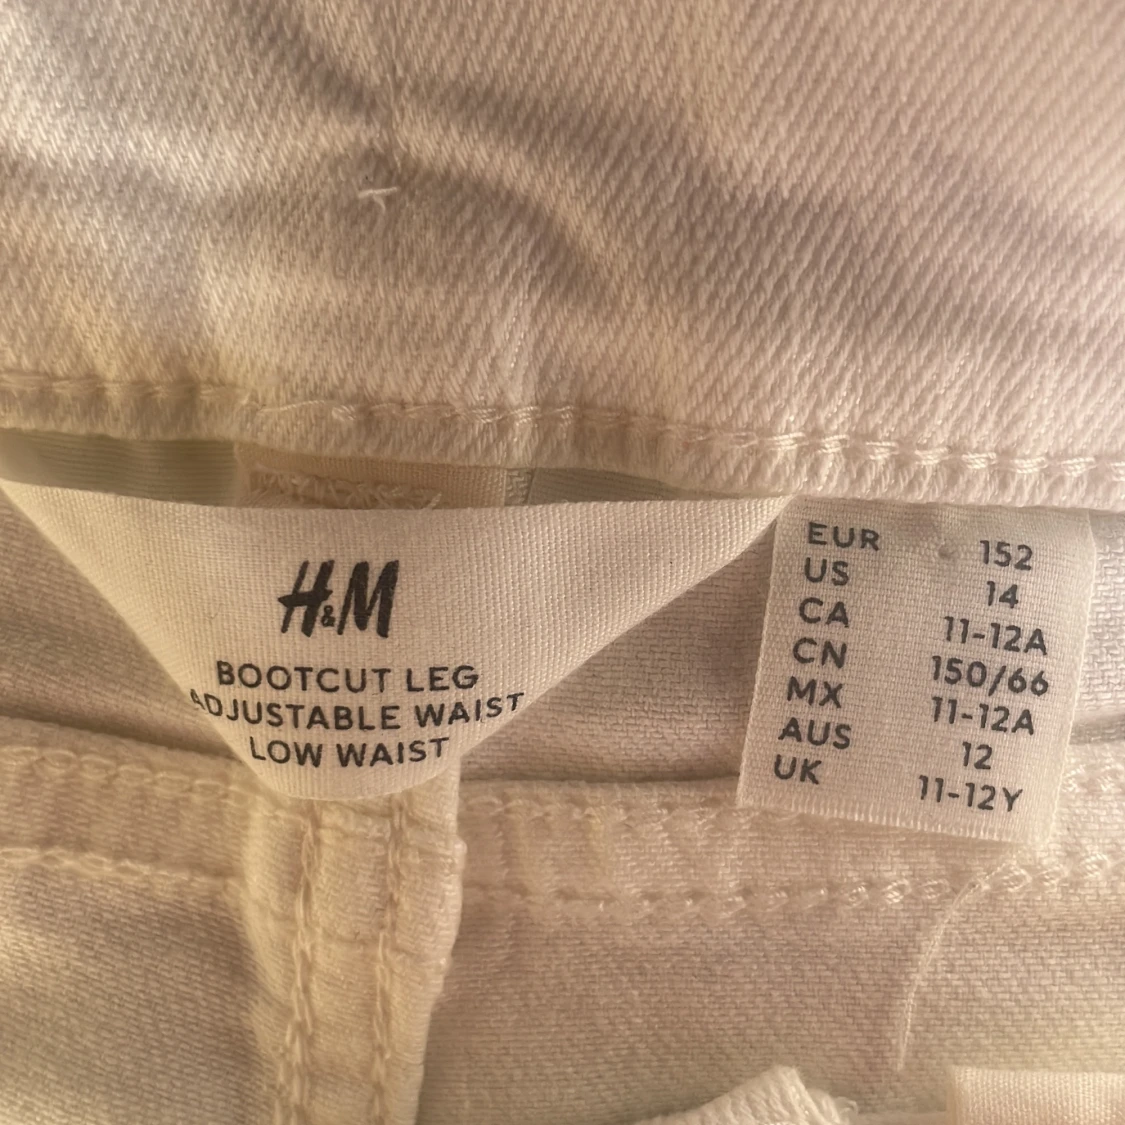 H&M
BOOTCUT LEG
ADJUSTABLE WAIST
LOW WAIST
EUR 152
US 14
CA 11-12A
CN 150/66
MX 11-12A
AUS 12
UK 11-12Y